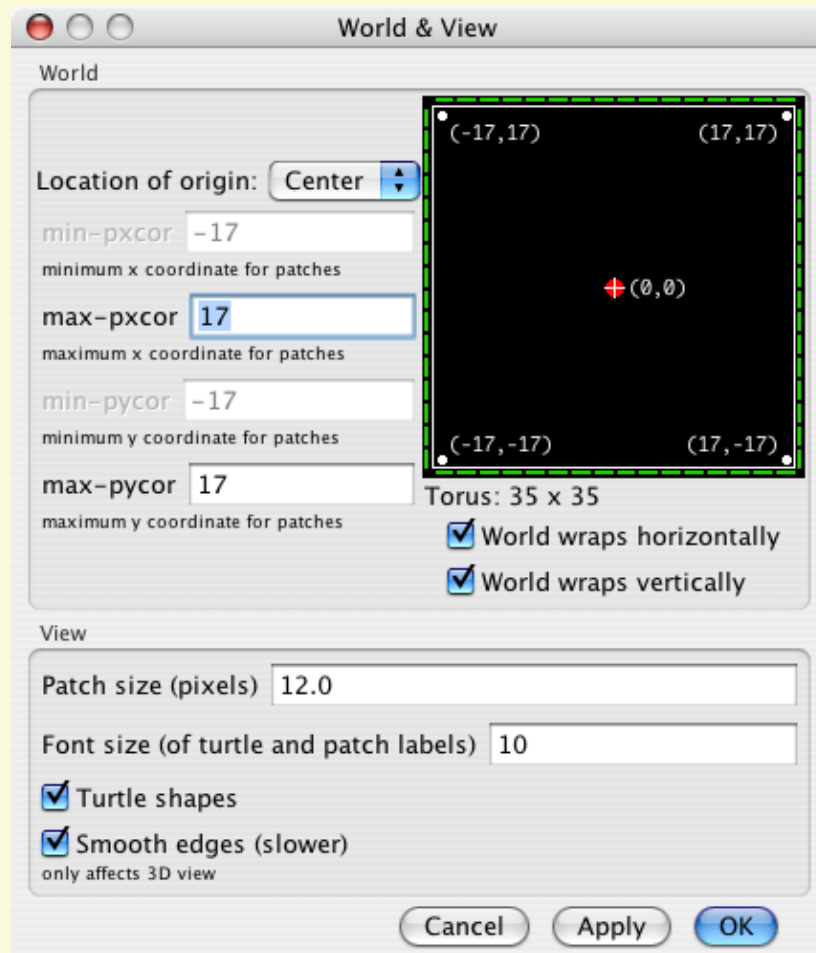 World & View
World
Location of origin: Center
min-pxcor -17
minimum x coordinate for patches
max-pxcor 17
maximum x coordinate for patches
min-pycor -17
minimum y coordinate for patches
max-pycor 17
maximum y coordinate for patches
(-17,17) (17,17)
(0,0)
(-17,-17) (17,-17)
Torus: 35 x 35
World wraps horizontally
World wraps vertically
View
Patch size (pixels) 12.0
Font size (of turtle and patch labels) 10
Turtle shapes
Smooth edges (slower)
only affects 3D view
Cancel Apply OK